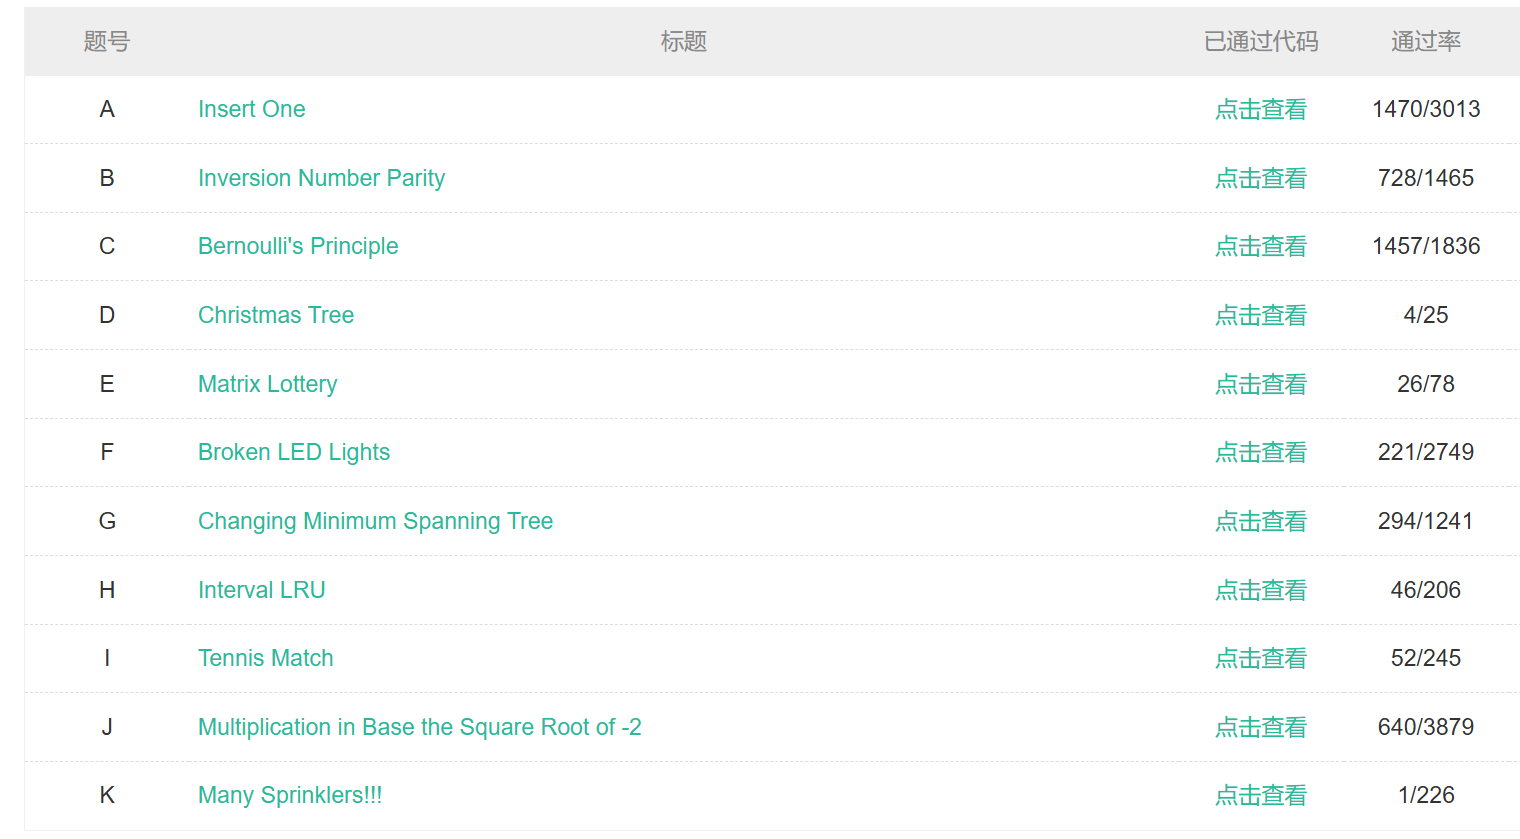 题号 标题 已通过代码 通过率
A Insert One 点击查看 1470/3013
B Inversion Number Parity 点击查看 728/1465
C Bernoulli's Principle 点击查看 1457/1836
D Christmas Tree 点击查看 4/25
E Matrix Lottery 点击查看 26/78
F Broken LED Lights 点击查看 221/2749
G Changing Minimum Spanning Tree 点击查看 294/1241
H Interval LRU 点击查看 46/206
I Tennis Match 点击查看 52/245
J Multiplication in Base the Square Root of -2 点击查看 640/3879
K Many Sprinklers!!! 点击查看 1/226